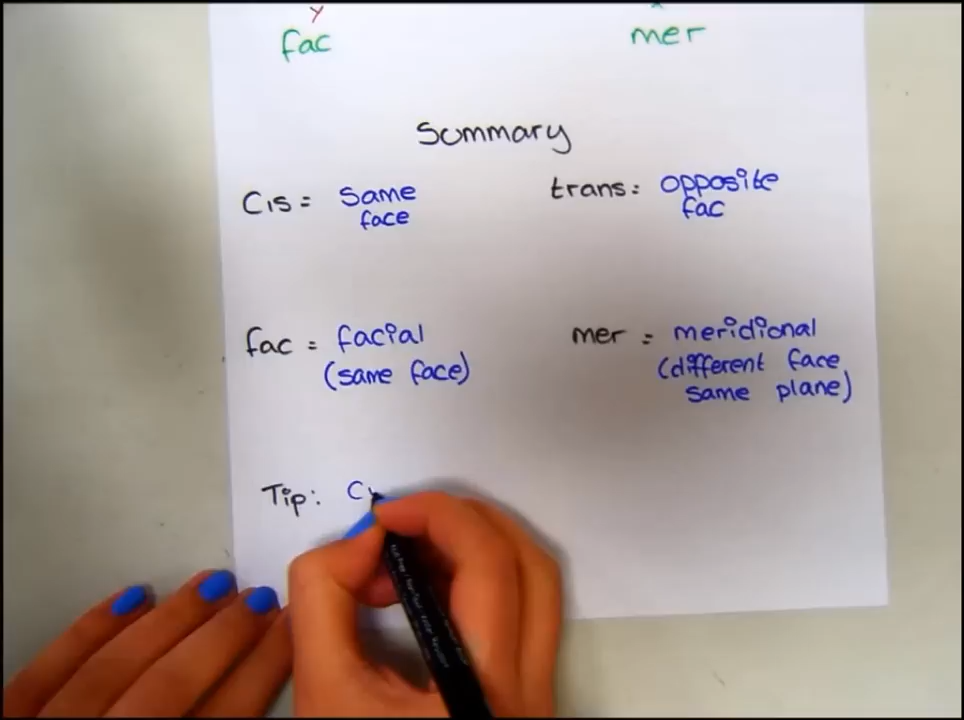 y
fac
mer
Summary
Cis = Same
face
trans: opposite
fac
fac = facial
(same face)
mer = meridional
(different face
same plane)
Tip: